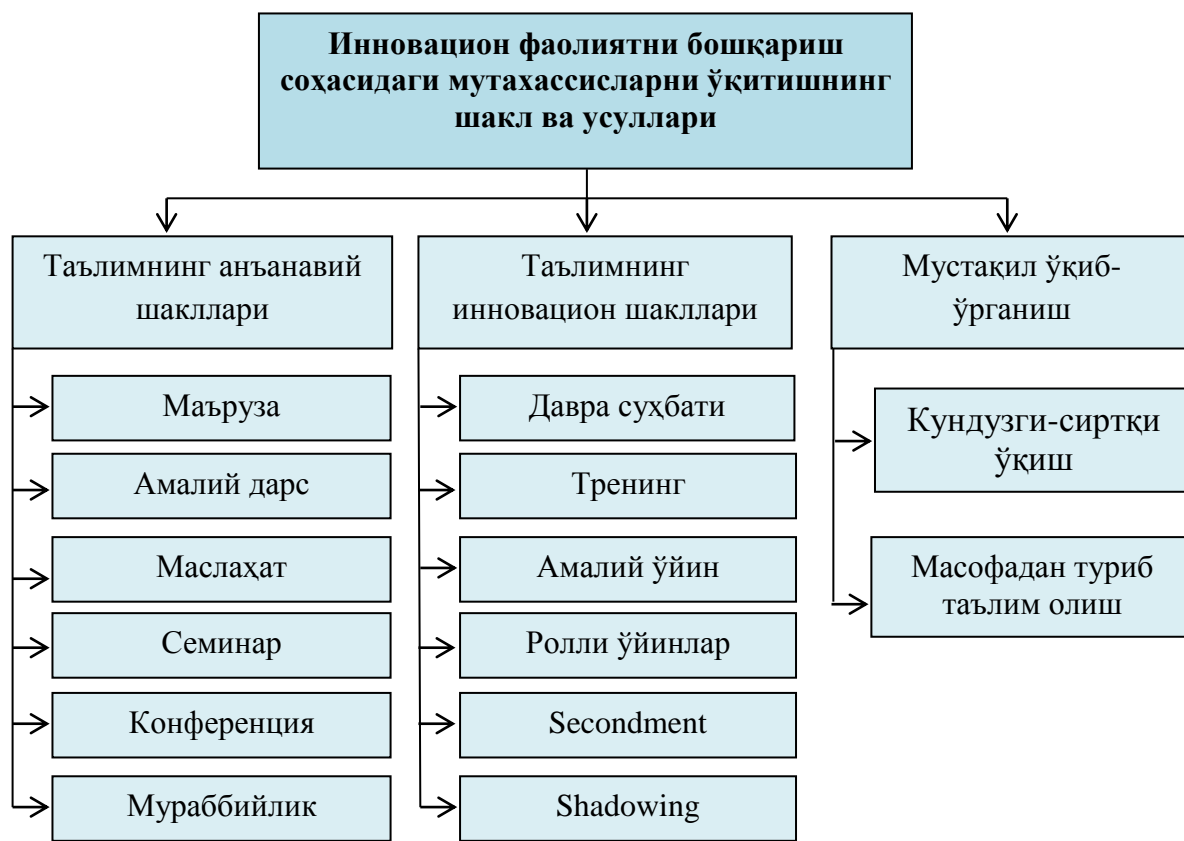 Инновацион фаолиятни бошқариш
соҳасидаги мутахассисларни ўқитишнинг
шакл ва усуллари
Таълимнинг анъанавий
шакллари
Маъруза
Амалий дарс
Маслаҳат
Семинар
Конференция
Мураббийлик
Таълимнинг
инновацион шакллари
Давра суҳбати
Тренинг
Амалий ўйин
Ролли ўйинлар
Secondment
Shadowing
Мустақил ўқиб-
ўрганиш
Кундузги-сиртқи
ўқиш
Масофадан туриб
таълим олиш